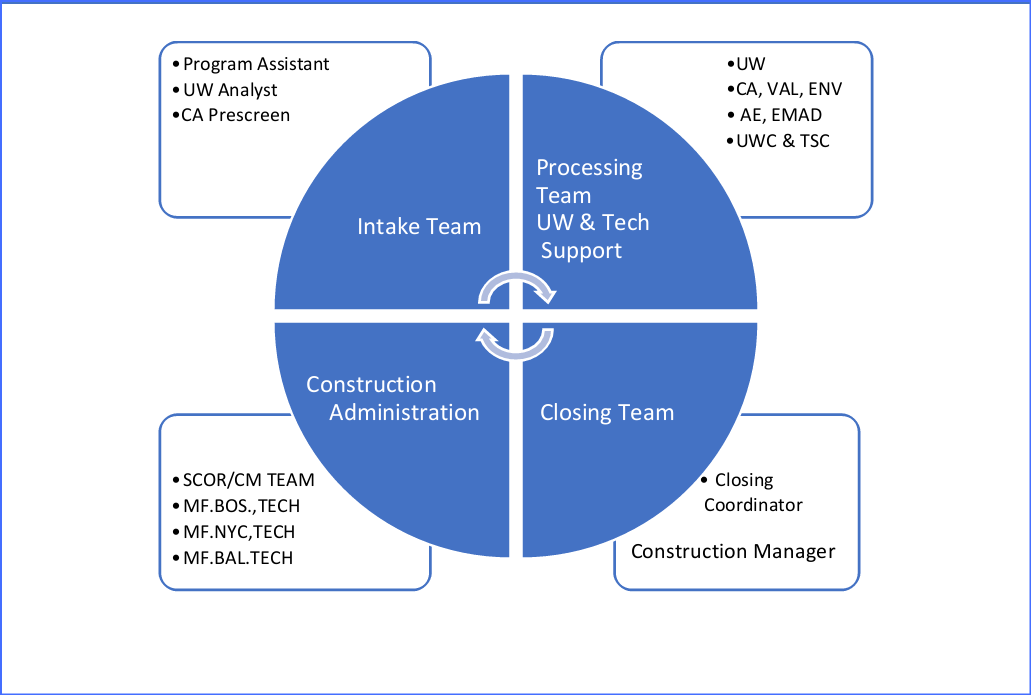 •Program Assistant
•UW Analyst
•CA Prescreen
•UW
•CA, VAL, ENV
• AE, EMAD
•UWC & TSC
Intake Team
Processing
Team
UW & Tech
Support
Construction
Administration
Closing Team
•SCOR/CM TEAM
•MF.BOS.,TECH
•MF.NYC,TECH
•MF.BAL.TECH
• Closing
Coordinator
Construction Manager